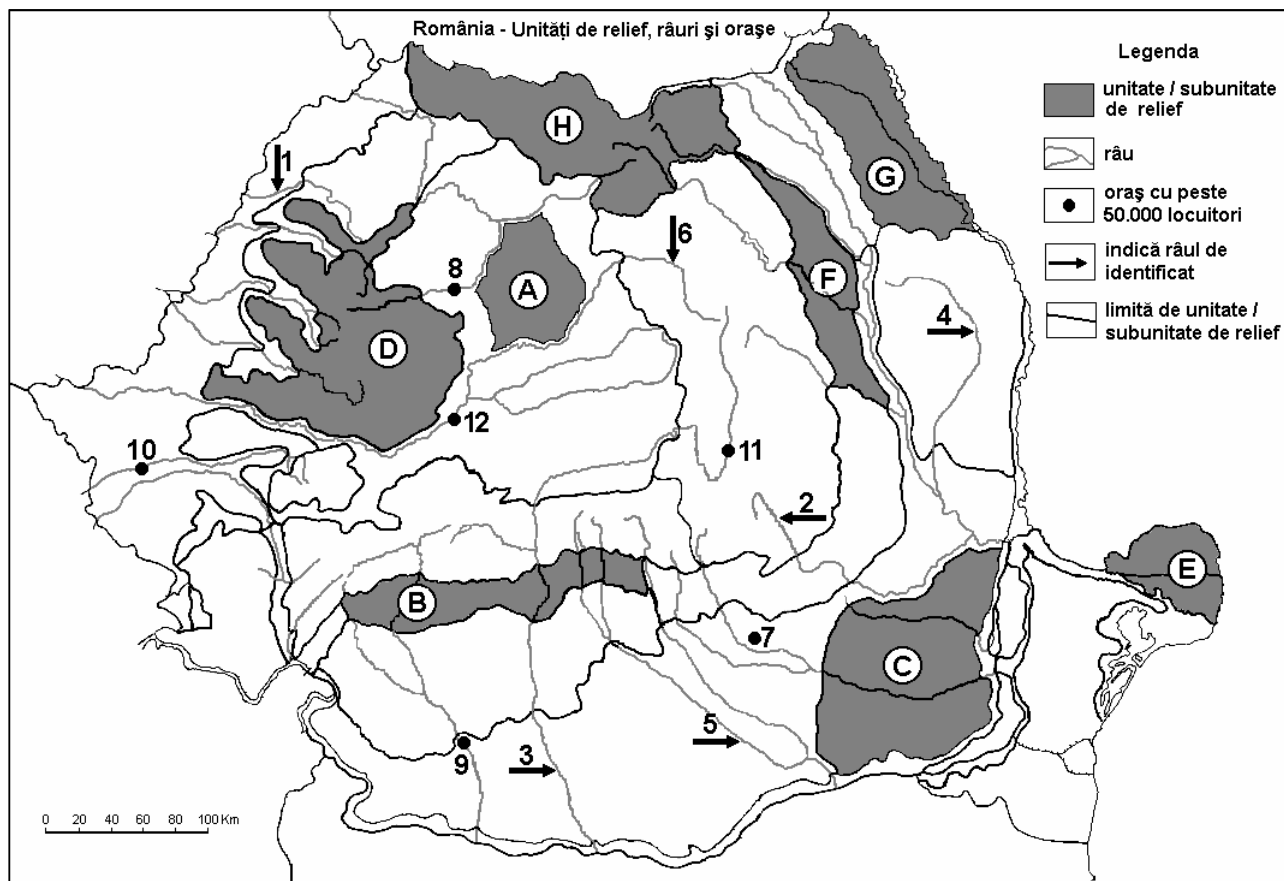 România - Unități de relief, râuri și orașe
Legenda
unitate / subunitate
de relief
râu
oraș cu peste
50.000 locuitori
indică râul de
identificat
limită de unitate /
subunitate de relief
H
G
1
6
F
8
A
4
D
12
10
11
2
E
B
7
C
5
9
3
0 20 40 60 80 100 Km